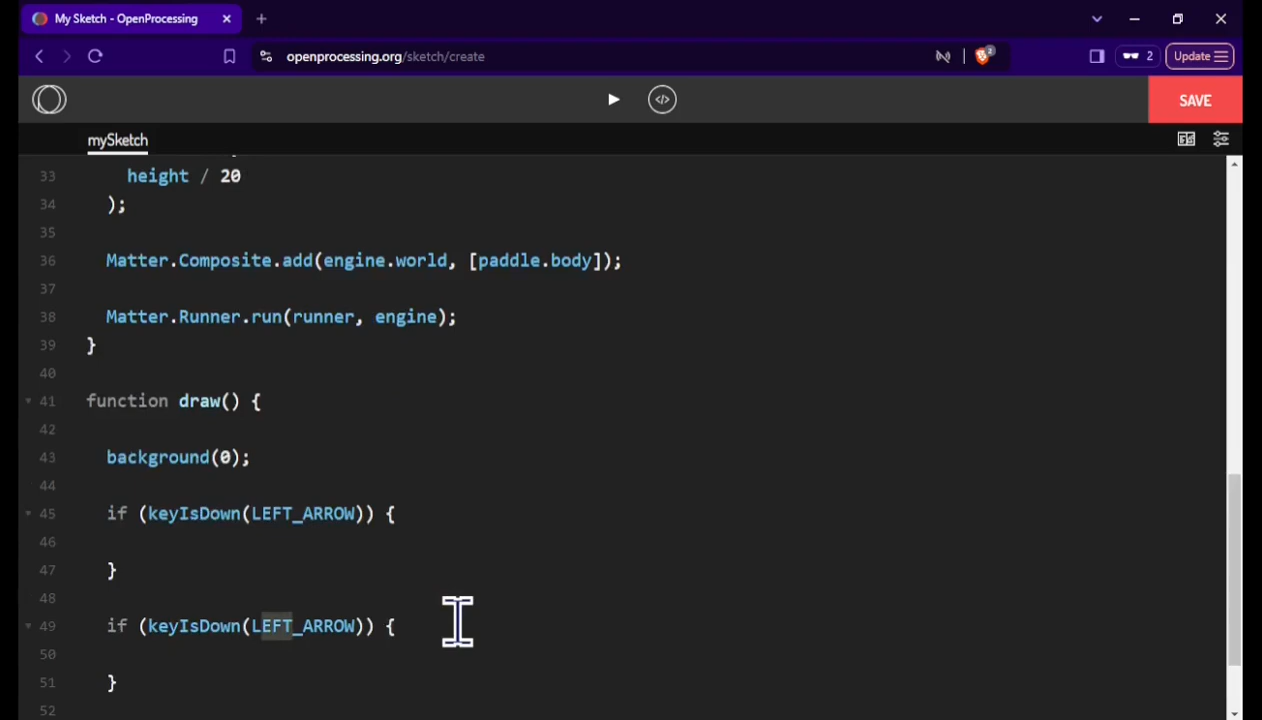 My Sketch - OpenProcessing
openprocessing.org/sketch/create
2
2
Update
SAVE
mySketch
33 height / 20
34 );
35
36 Matter.Composite.add(engine.world, [paddle.body]);
37
38 Matter.Runner.run(runner, engine);
39 }
40
41 function draw() {
42
43 background(0);
44
45 if (keyIsDown(LEFT_ARROW)) {
46
47 }
48
49 if (keyIsDown(LEFT_ARROW)) {
50
51 }
52